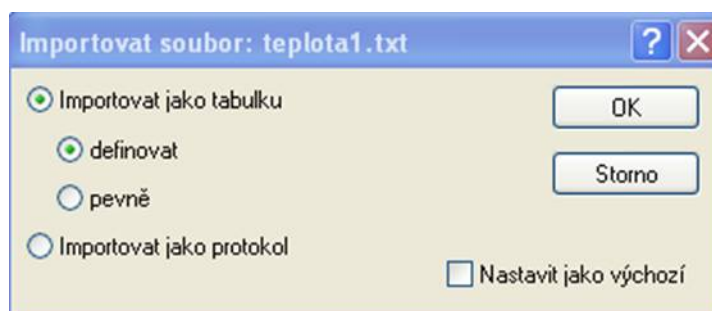 Importovat soubor: teplota1.txt
Importovat jako tabulku
OK
definovat
Storno
pevně
Importovat jako protokol
Nastavit jako výchozí